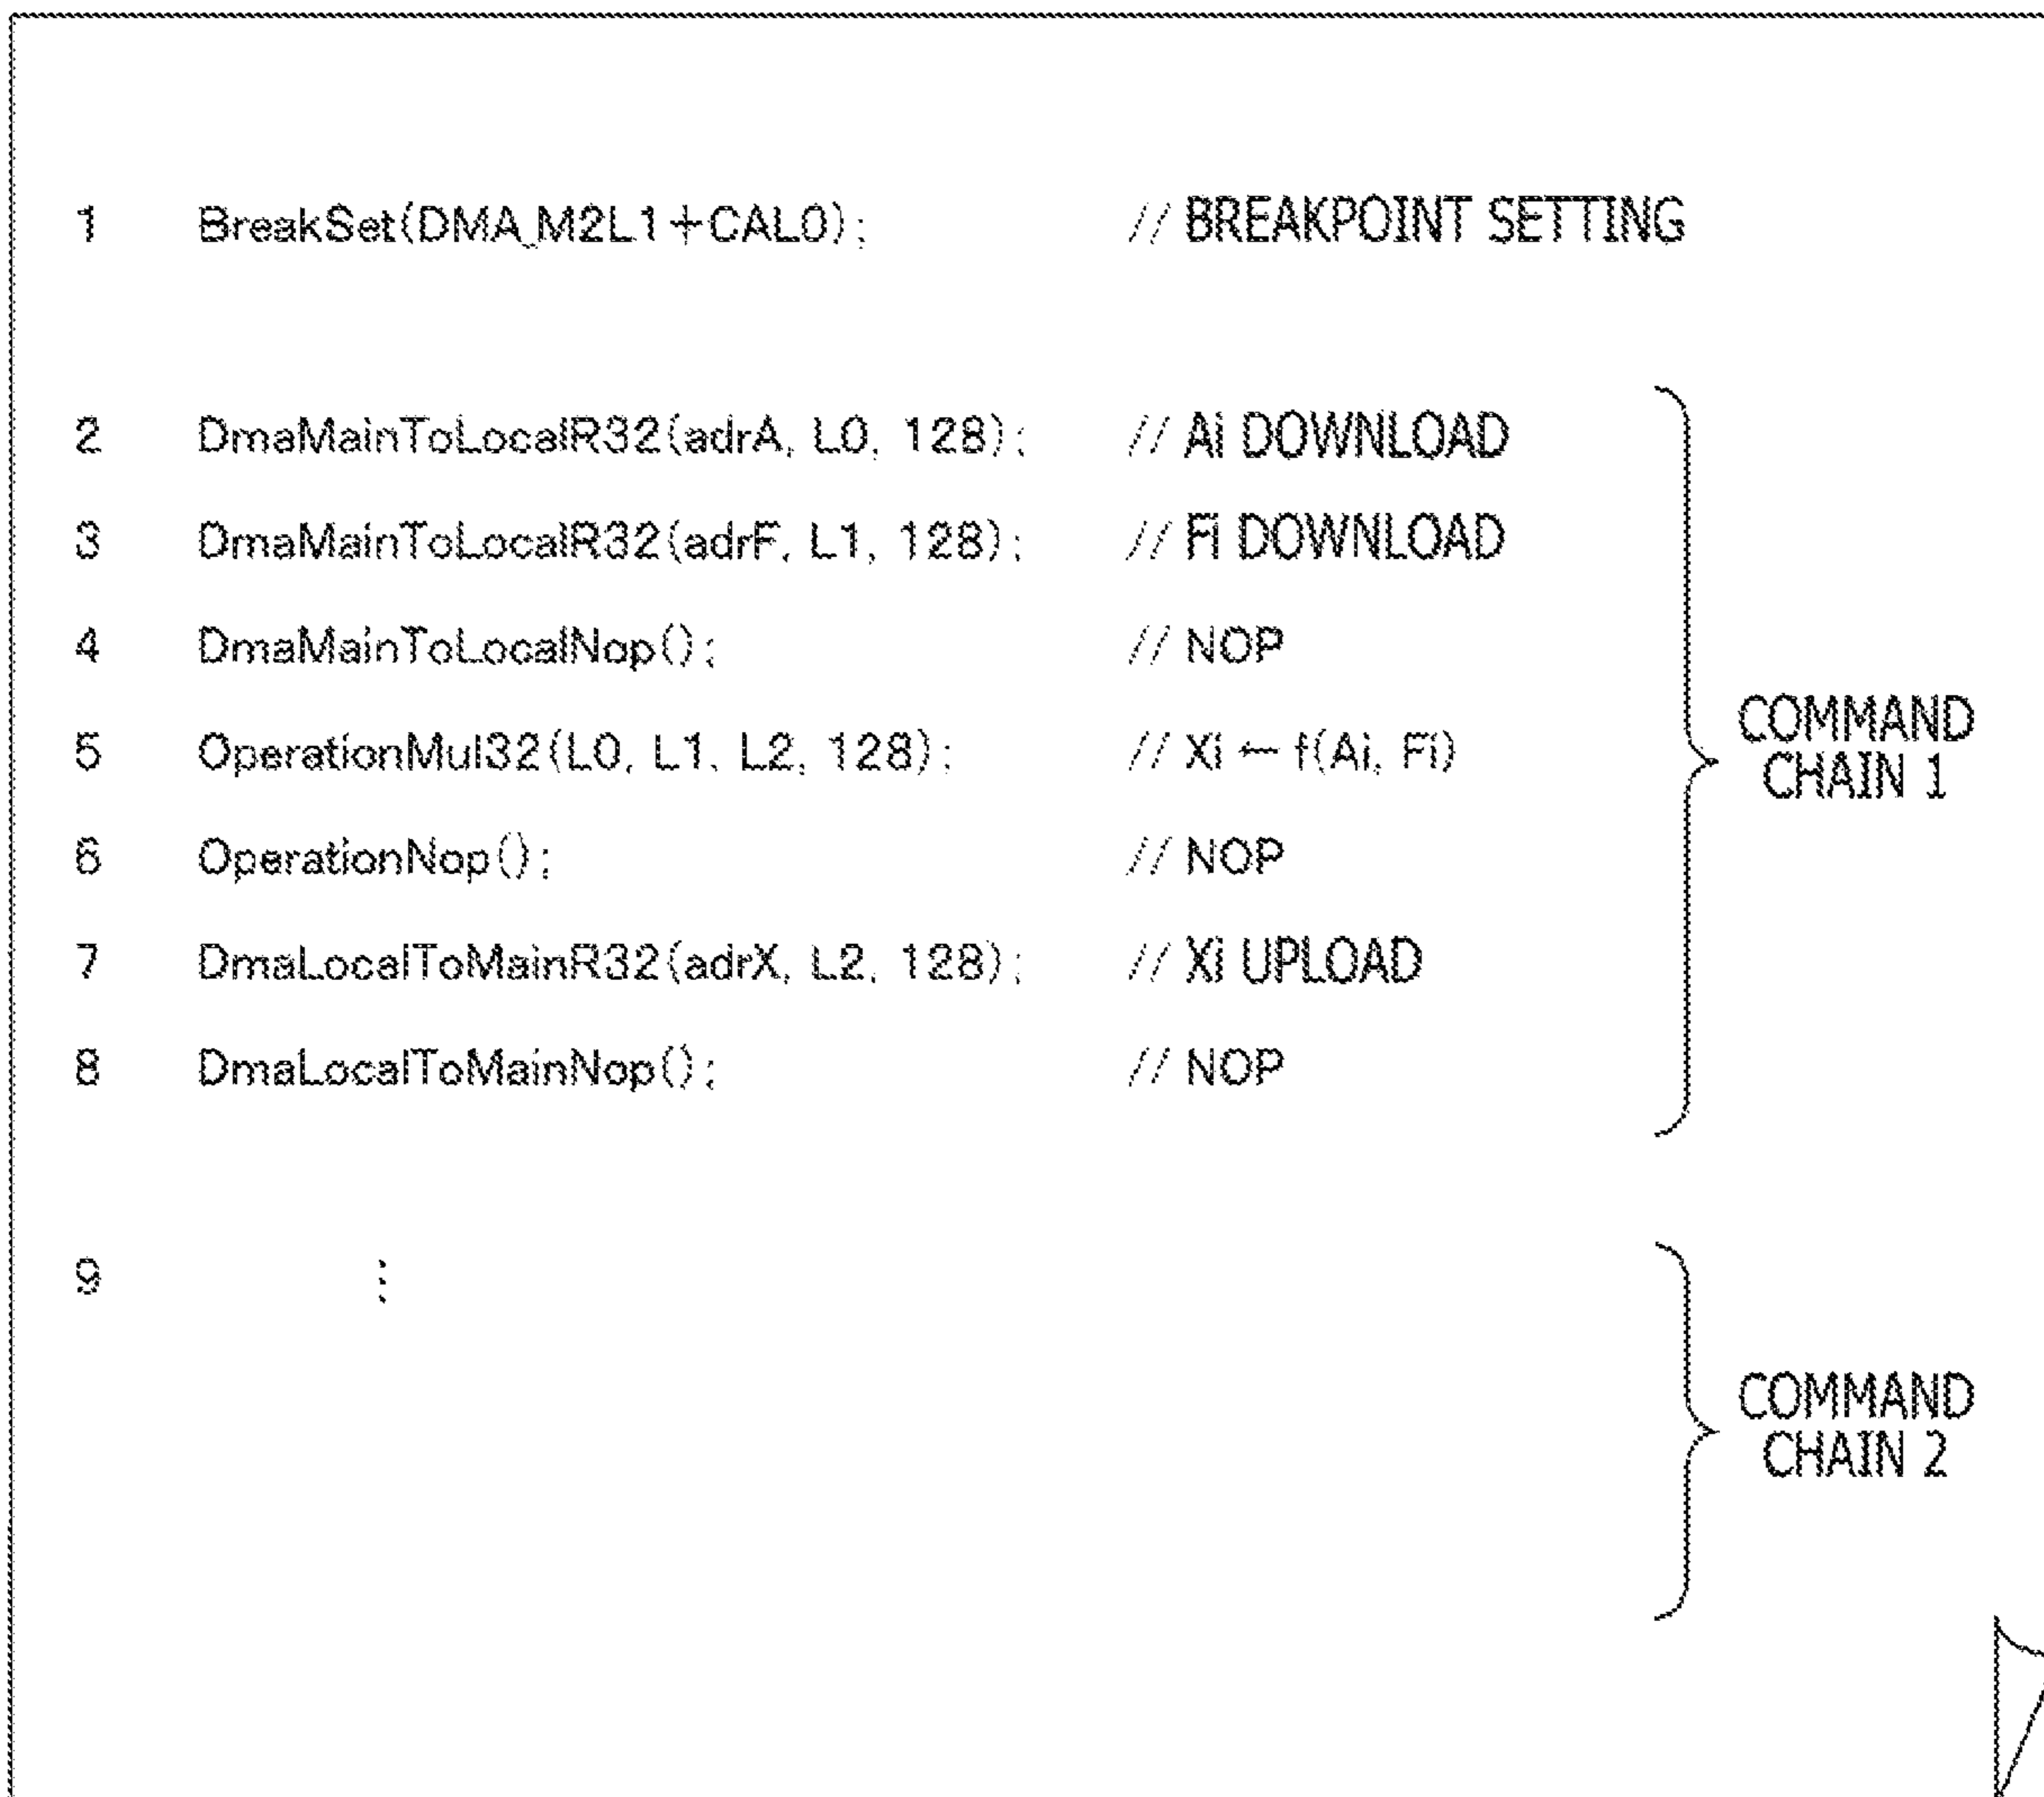 1 BreakSet(DMA_M2L1+CAL0); // BREAKPOINT SETTING
2 DmaMainToLocalR32(adrA, L0, 128); // Ai DOWNLOAD
3 DmaMainToLocalR32(adrF, L1, 128); // Fi DOWNLOAD
4 DmaMainToLocalNop(); // NOP
5 OperationMul32(L0, L1, L2, 128); // Xi ← f(Ai, Fi)
6 OperationNop(); // NOP
7 DmaLocalToMainR32(adrX, L2, 128); // Xi UPLOAD
8 DmaLocalToMainNop(); // NOP
COMMAND
CHAIN 1
9 ⋮
COMMAND
CHAIN 2